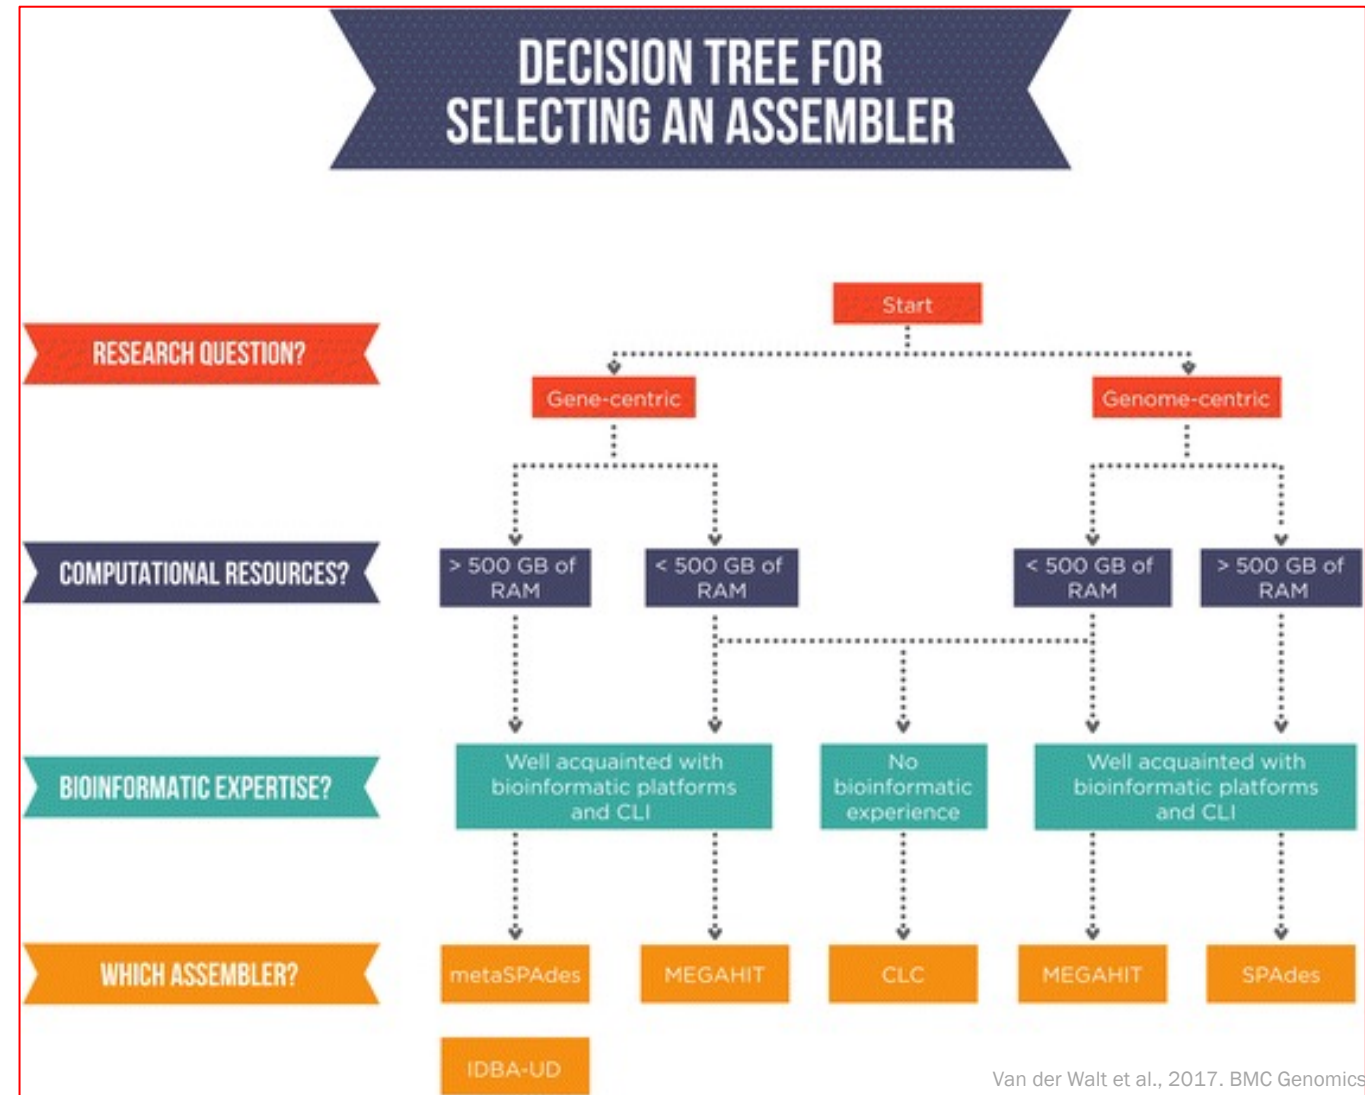 DECISION TREE FOR
SELECTING AN ASSEMBLER
Start
RESEARCH QUESTION?
Gene-centric
Genome-centric
COMPUTATIONAL RESOURCES?
> 500 GB of
RAM
< 500 GB of
RAM
< 500 GB of
RAM
> 500 GB of
RAM
BIOINFORMATIC EXPERTISE?
Well acquainted with
bioinformatic platforms
and CLI
No
bioinformatic
experience
Well acquainted with
bioinformatic platforms
and CLI
WHICH ASSEMBLER?
metaSPAdes
MEGAHIT
CLC
MEGAHIT
SPAdes
IDBA-UD
Van der Walt et al., 2017. BMC Genomics